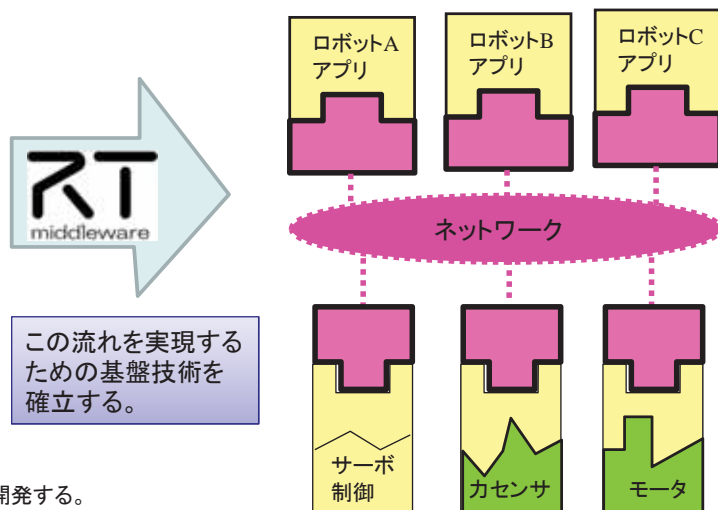 ロボットA
アプリ
ロボットB
アプリ
ロボットC
アプリ
RT
middleware
ネットワーク
この流れを実現する
ための基盤技術を
確立する。
サーボ
制御
力センサ
モータ
開発する。